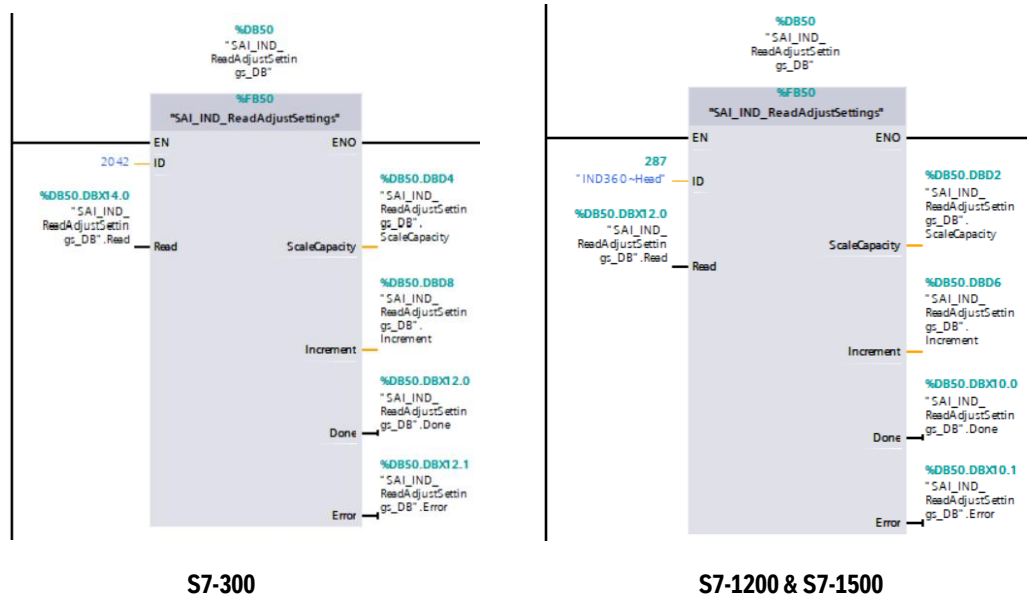 %DB50
"SAI_IND_
ReadAdjustSettin
gs_DB"
%FB50
"SAI_IND_ReadAdjustSettings"
EN
ENO
2042
ID
%DB50.DBX14.0
"SAI_IND_
ReadAdjustSettin
gs_DB".Read
Read
ScaleCapacity
%DB50.DBD4
"SAI_IND_
ReadAdjustSettin
gs_DB".
ScaleCapacity
Increment
%DB50.DBD8
"SAI_IND_
ReadAdjustSettin
gs_DB".
Increment
Done
%DB50.DBX12.0
"SAI_IND_
ReadAdjustSettin
gs_DB".Done
Error
%DB50.DBX12.1
"SAI_IND_
ReadAdjustSettin
gs_DB".Error
S7-300
%DB50
"SAI_IND_
ReadAdjustSettin
gs_DB"
%FB50
"SAI_IND_ReadAdjustSettings"
EN
ENO
287
"IND360~Head"
ID
%DB50.DBX12.0
"SAI_IND_
ReadAdjustSettin
gs_DB".Read
Read
ScaleCapacity
%DB50.DBD2
"SAI_IND_
ReadAdjustSettin
gs_DB".
ScaleCapacity
Increment
%DB50.DBD6
"SAI_IND_
ReadAdjustSettin
gs_DB".
Increment
Done
%DB50.DBX10.0
"SAI_IND_
ReadAdjustSettin
gs_DB".Done
Error
%DB50.DBX10.1
"SAI_IND_
ReadAdjustSettin
gs_DB".Error
S7-1200 & S7-1500